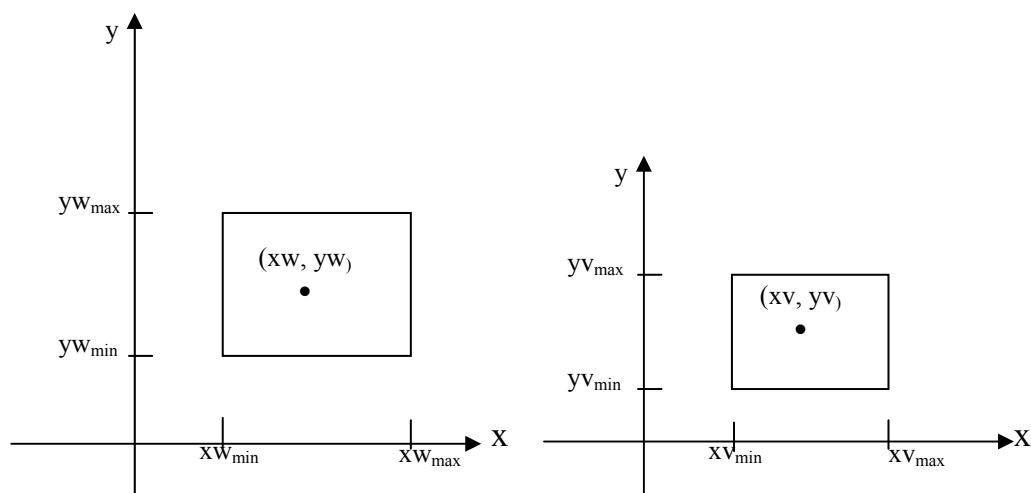 y
yw_max
(xw, yw)
yw_min
xw_min
xw_max
X
y
yv_max
(xv, yv)
yv_min
xv_min
xv_max
X